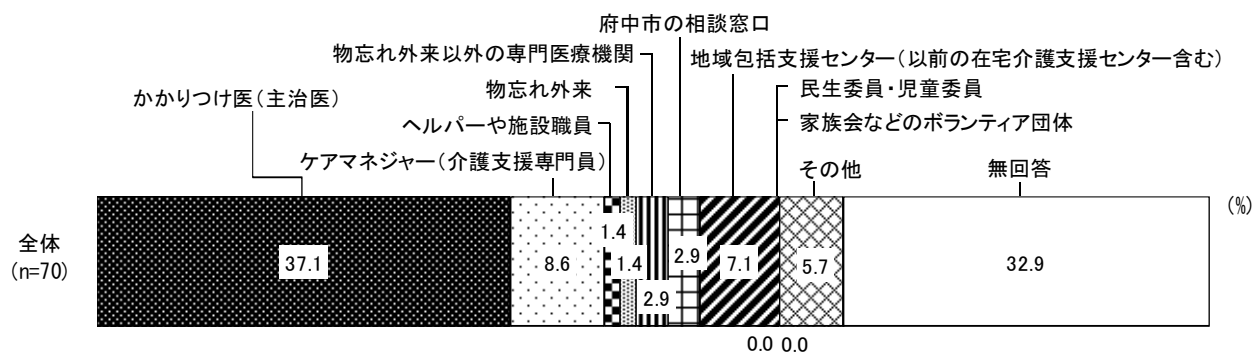 府中市の相談窓口
物忘れ外来以外の専門医療機関
地域包括支援センター(以前の在宅介護支援センター含む)
物忘れ外来
民生委員・児童委員
かかりつけ医(主治医)
ヘルパーや施設職員
家族会などのボランティア団体
ケアマネジャー(介護支援専門員)
その他
無回答
(%)
全体
(n=70)
37.1
8.6
1.4
1.4
2.9
2.9
7.1
5.7
32.9
0.0
0.0